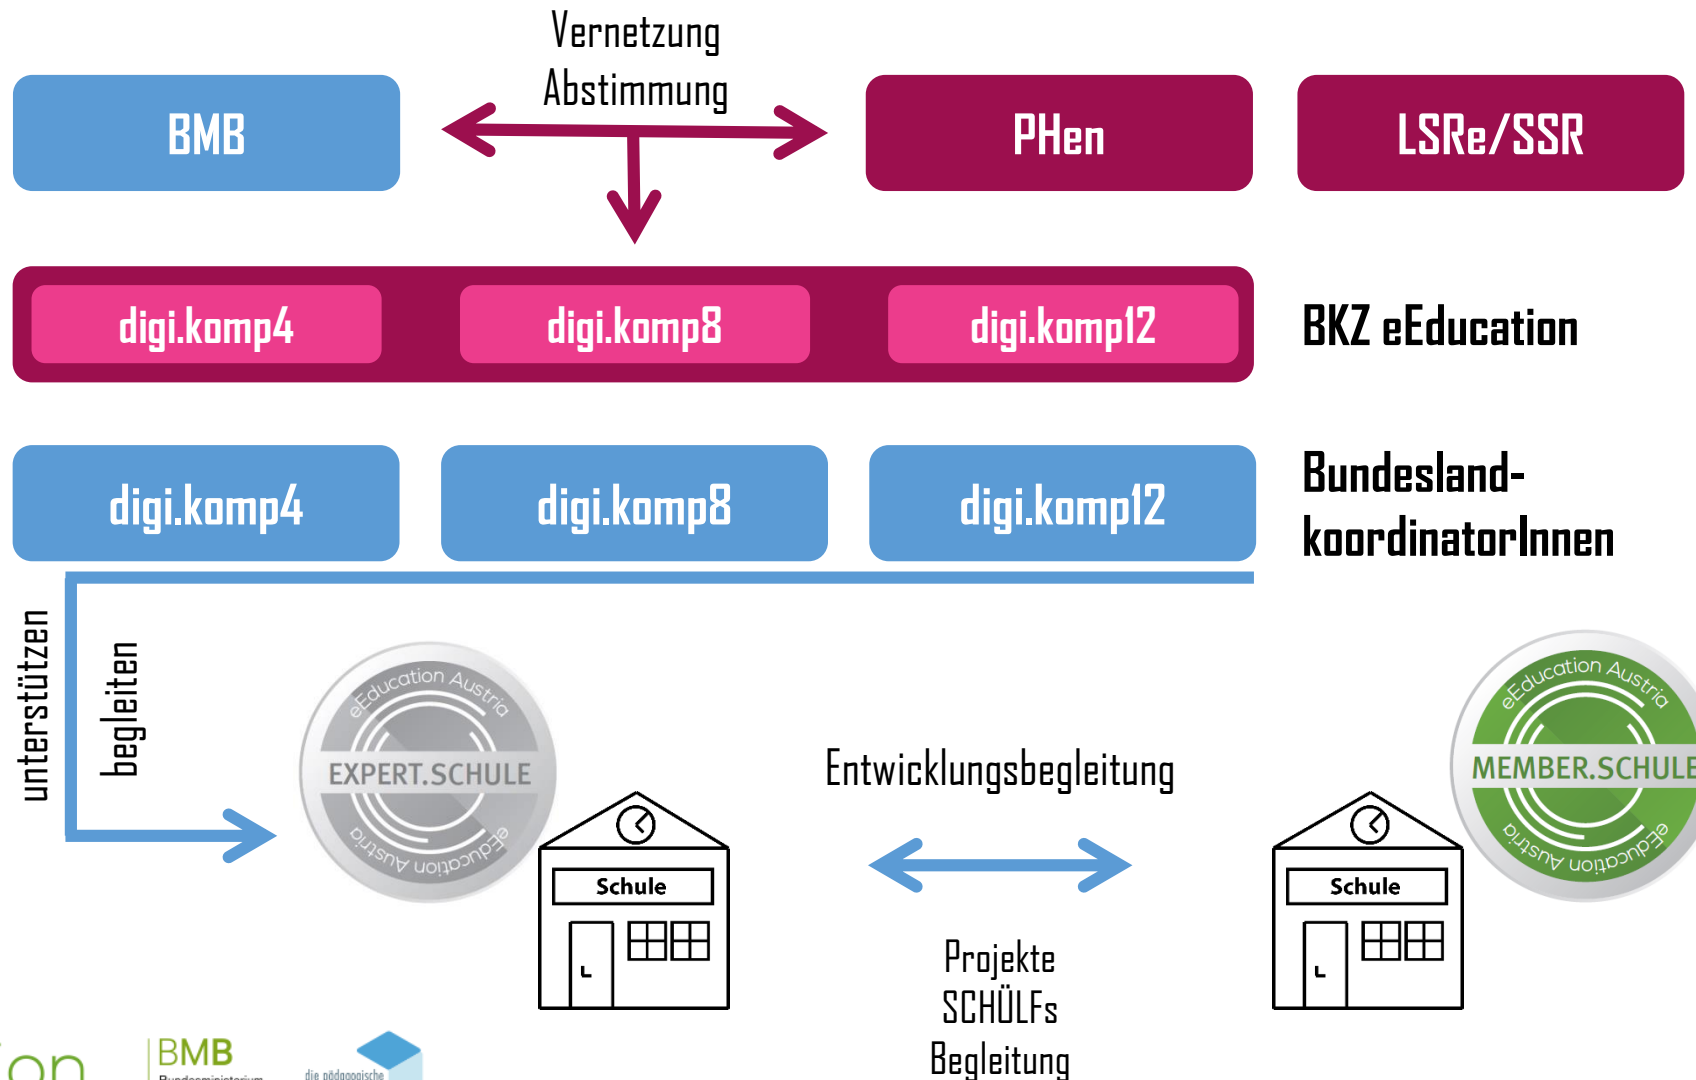 Vernetzung
Abstimmung
BMB
PHen
LSRe/SSR
digi.komp4
digi.komp8
digi.komp12
BKZ eEducation
digi.komp4
digi.komp8
digi.komp12
Bundesland-
koordinatorInnen
unterstützen
begleiten
eEducation Austria
EXPERT.SCHULE
eEducation Austria
Schule
Entwicklungsbegleitung
Projekte
SCHÜLFs
Begleitung
eEducation Austria
MEMBER.SCHULE
eEducation Austria
Schule
BMB
die pädagogische